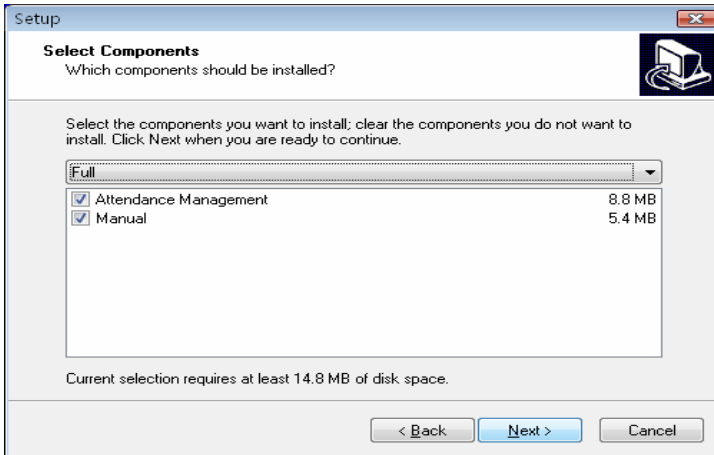 Setup
Select Components
Which components should be installed?
Select the components you want to install; clear the components you do not want to
install. Click Next when you are ready to continue.
Full
Attendance Management 8.8 MB
Manual 5.4 MB
Current selection requires at least 14.8 MB of disk space.
< Back Next > Cancel